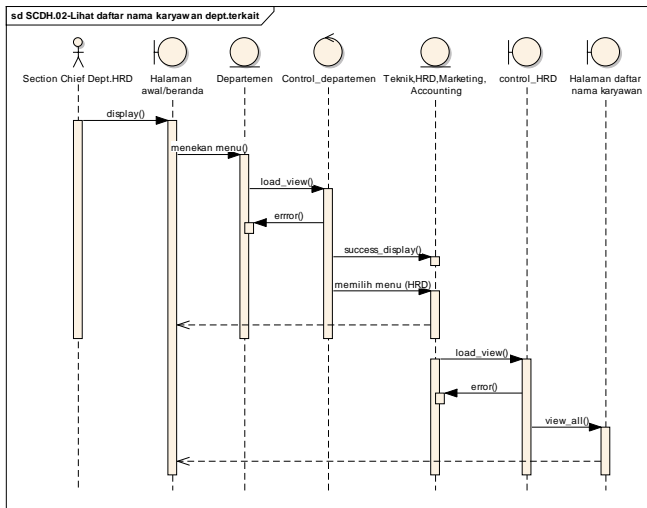 sd SCDH.02-Lihat daftar nama karyawan dept.terkait
Section Chief Dept.HRD
Halaman
awal/beranda
Departemen
Control_departemen
Teknik,HRD,Marketing,
Accounting
control_HRD
Halaman daftar
nama karyawan
display()
menekan menu()
load_view()
errror()
success_display()
memilih menu (HRD)
load_view()
error()
view_all()